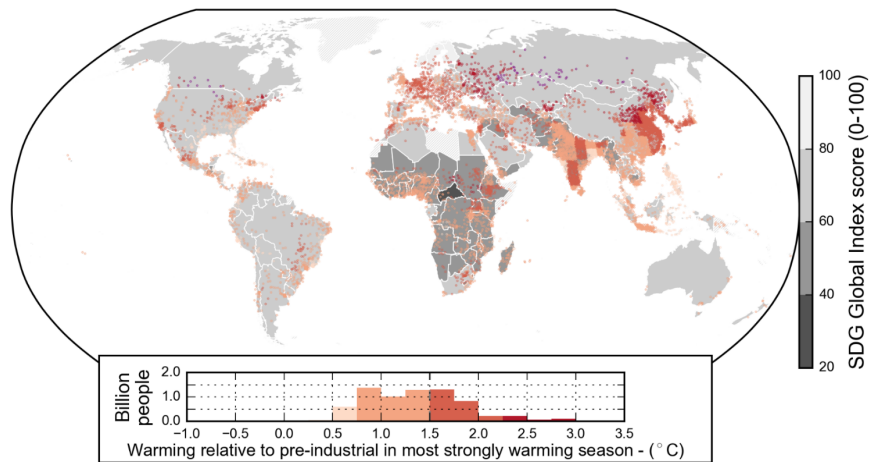 100
80
60
40
20
SDG Global Index score (0-100)
Billion
people
2.0
1.0
0.0
−1.0 −0.5 0.0 0.5 1.0 1.5 2.0 2.5 3.0 3.5
Warming relative to pre-industrial in most strongly warming season - (°C)